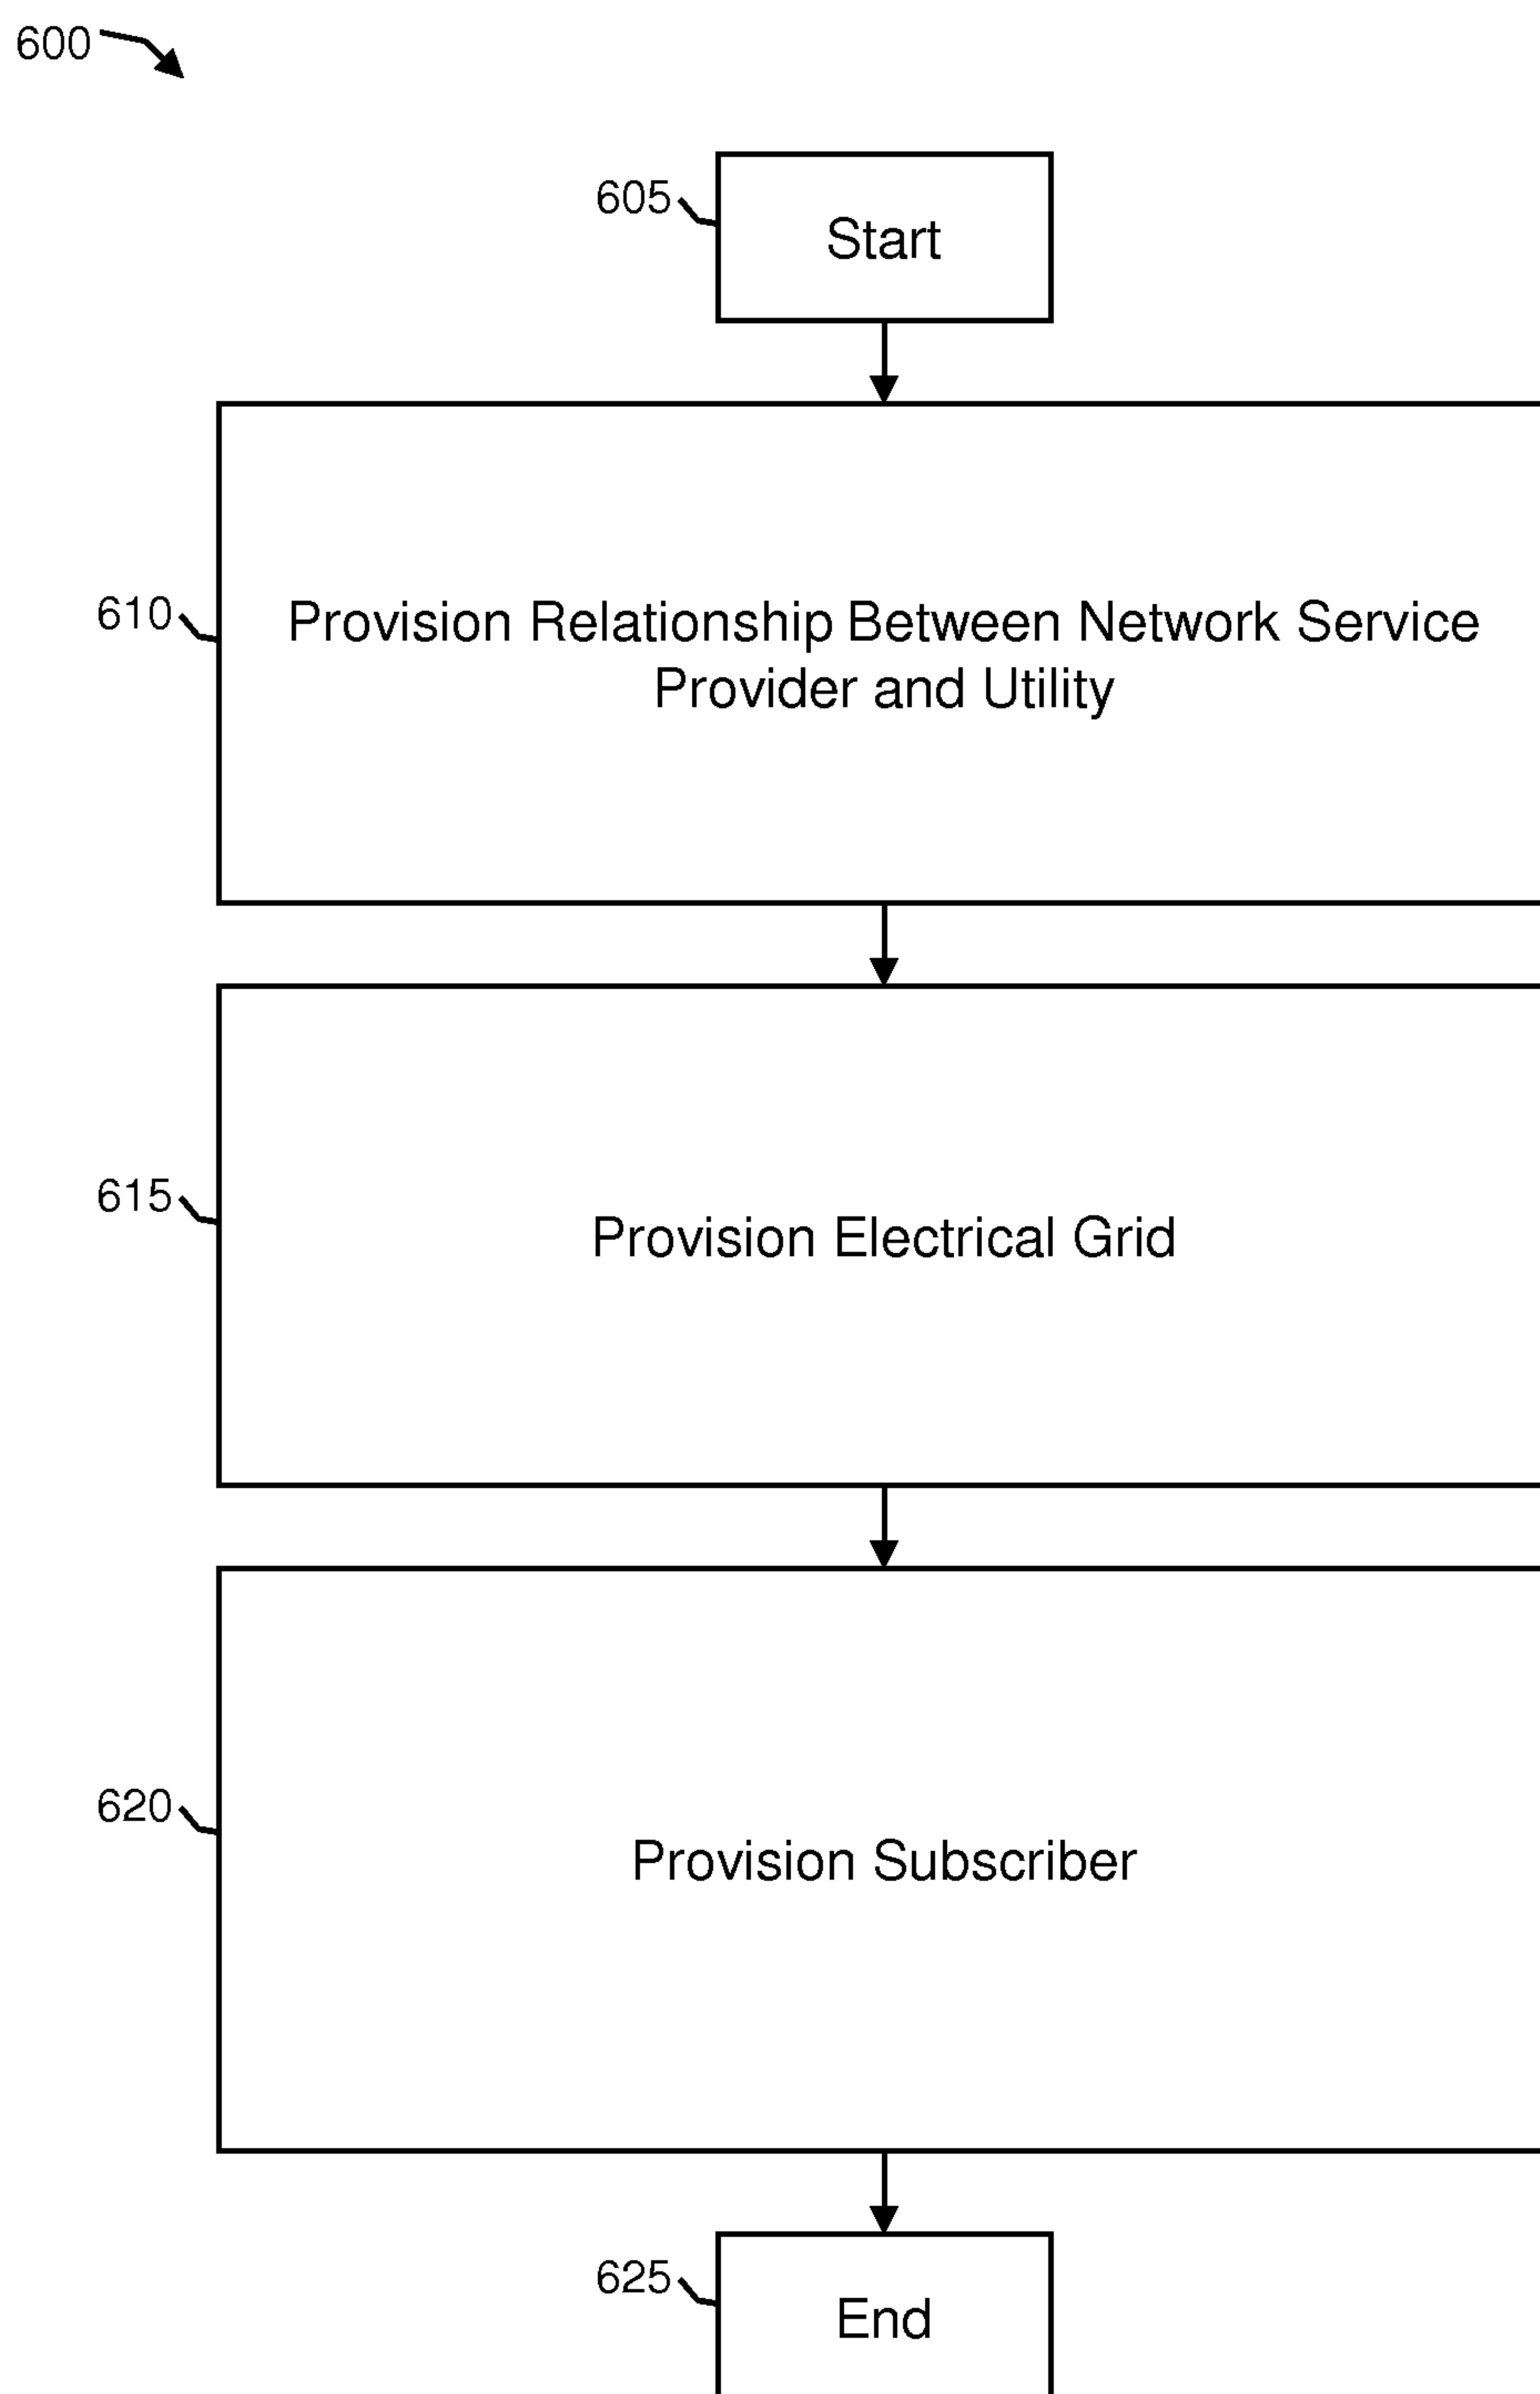 600
605
Start
610
Provision Relationship Between Network Service
Provider and Utility
615
Provision Electrical Grid
620
Provision Subscriber
625
End